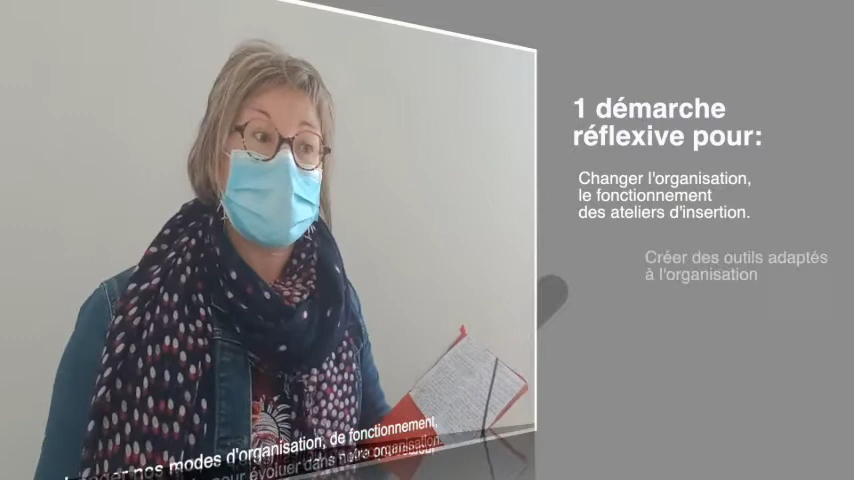 1 démarche
réflexive pour:
Changer l'organisation,
le fonctionnement
des ateliers d'insertion.
Créer des outils adaptés
à l'organisation
nos modes d'organisation, de fonctionnement,
pour évoluer dans notre organisation